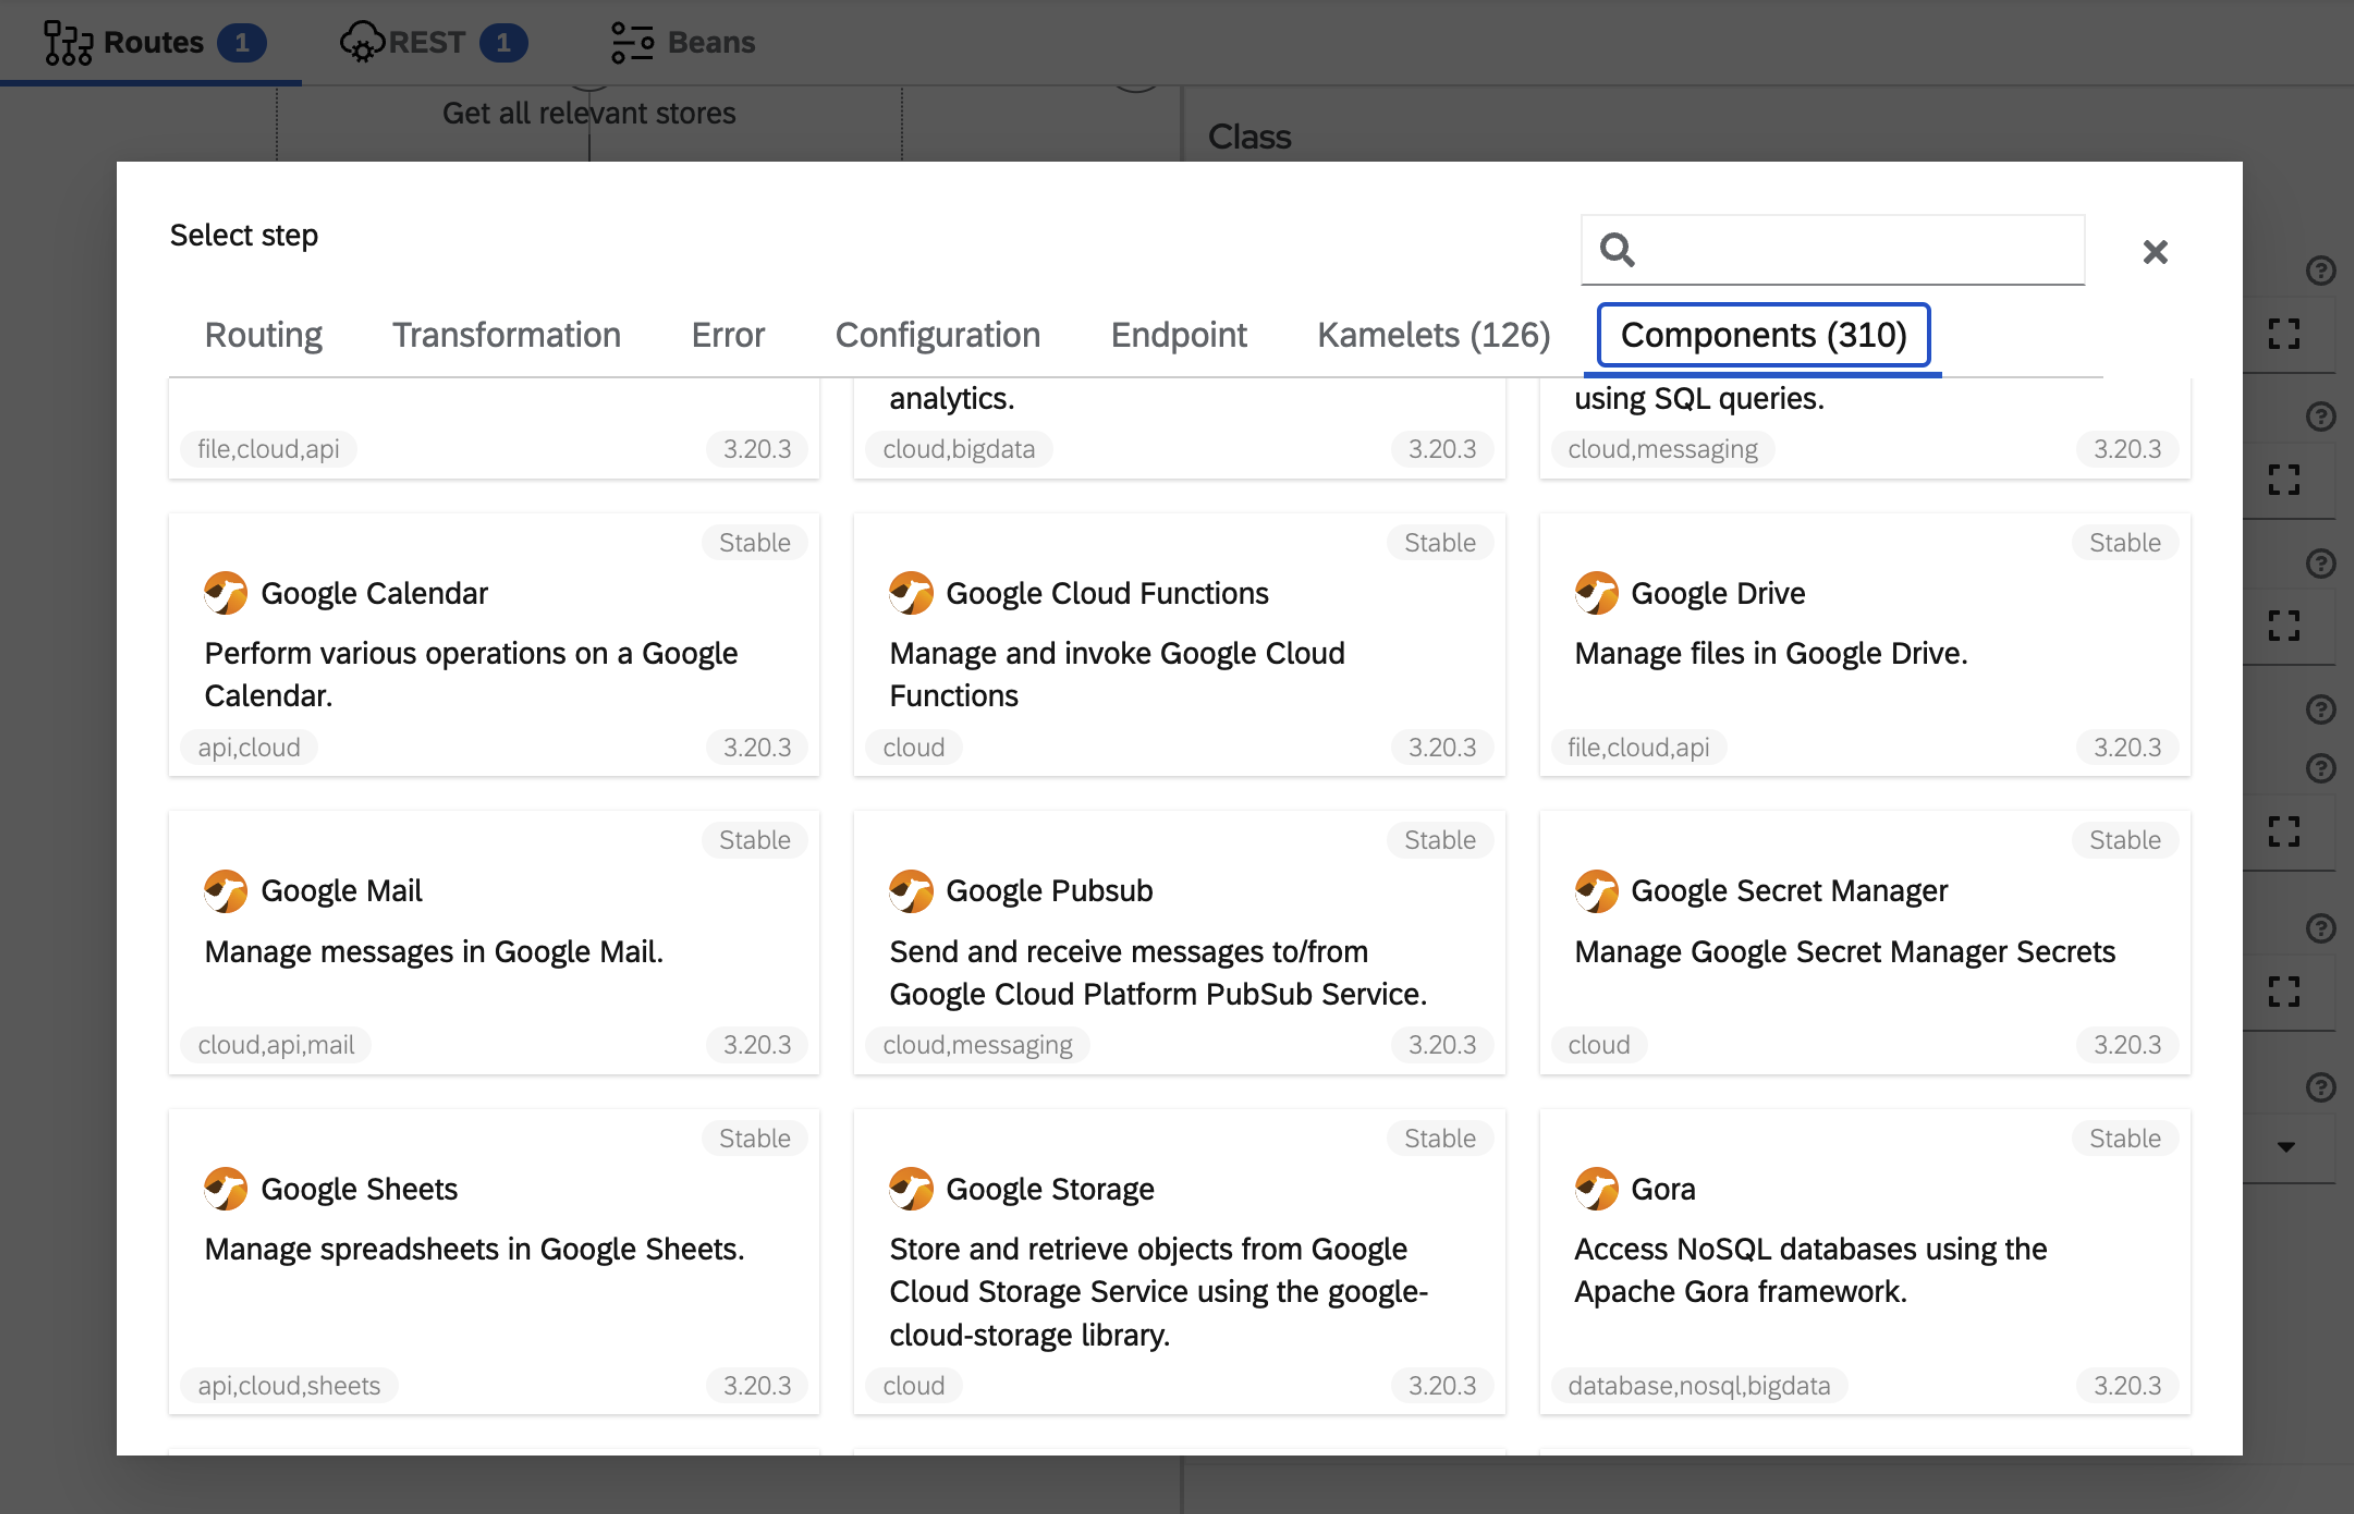 Routes 1 REST 1 Beans
Get all relevant stores
Class
Select step
Routing Transformation Error Configuration Endpoint Kamelets (126) Components (310)
file,cloud,api 3.20.3
analytics.
cloud,bigdata 3.20.3
using SQL queries.
cloud,messaging 3.20.3
Stable
Google Calendar
Perform various operations on a Google
Calendar.
api,cloud 3.20.3
Stable
Google Cloud Functions
Manage and invoke Google Cloud
Functions
cloud 3.20.3
Stable
Google Drive
Manage files in Google Drive.
file,cloud,api 3.20.3
Stable
Google Mail
Manage messages in Google Mail.
cloud,api,mail 3.20.3
Stable
Google Pubsub
Send and receive messages to/from
Google Cloud Platform PubSub Service.
cloud,messaging 3.20.3
Stable
Google Secret Manager
Manage Google Secret Manager Secrets
cloud 3.20.3
Stable
Google Sheets
Manage spreadsheets in Google Sheets.
api,cloud,sheets 3.20.3
Stable
Google Storage
Store and retrieve objects from Google
Cloud Storage Service using the google-
cloud-storage library.
cloud 3.20.3
Stable
Gora
Access NoSQL databases using the
Apache Gora framework.
database,nosql,bigdata 3.20.3